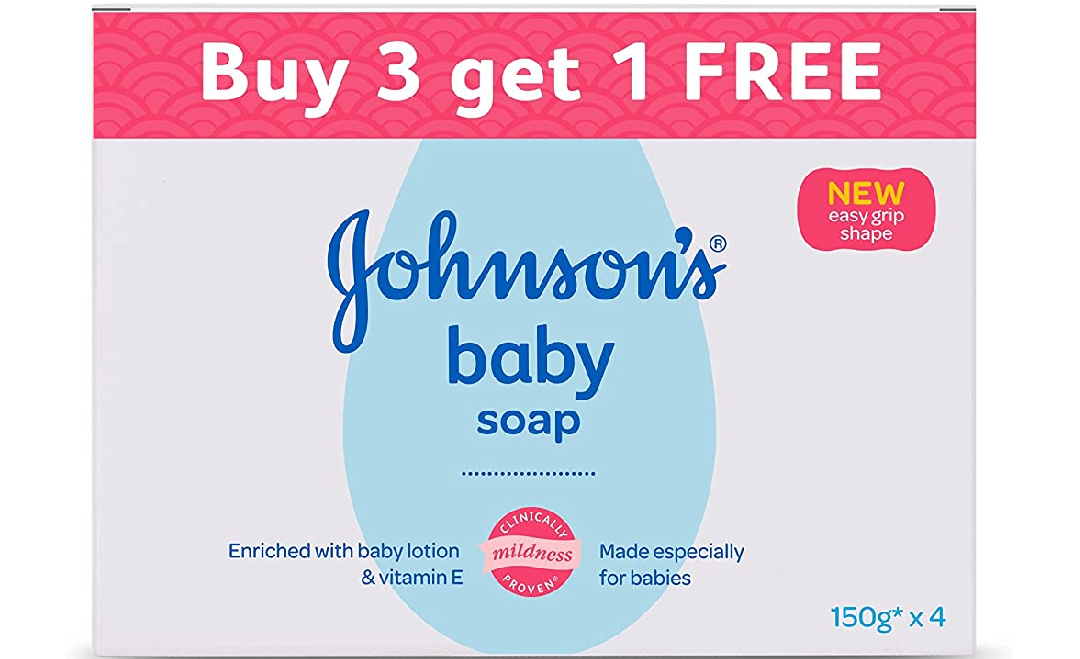 Buy 3 get 1 FREE
NEW
easy grip
shape
Johnson's®
baby
soap
CLINICALLY
mildness
PROVEN®
Enriched with baby lotion
& vitamin E
Made especially
for babies
150g* x 4